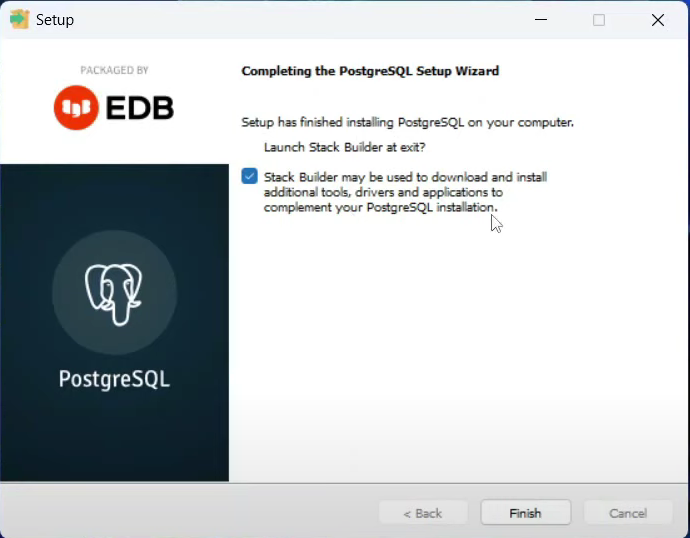 Setup
PACKAGED BY
EDB
Completing the PostgreSQL Setup Wizard
Setup has finished installing PostgreSQL on your computer.
Launch Stack Builder at exit?
Stack Builder may be used to download and install
additional tools, drivers and applications to
complement your PostgreSQL installation.
PostgreSQL
< Back
Finish
Cancel